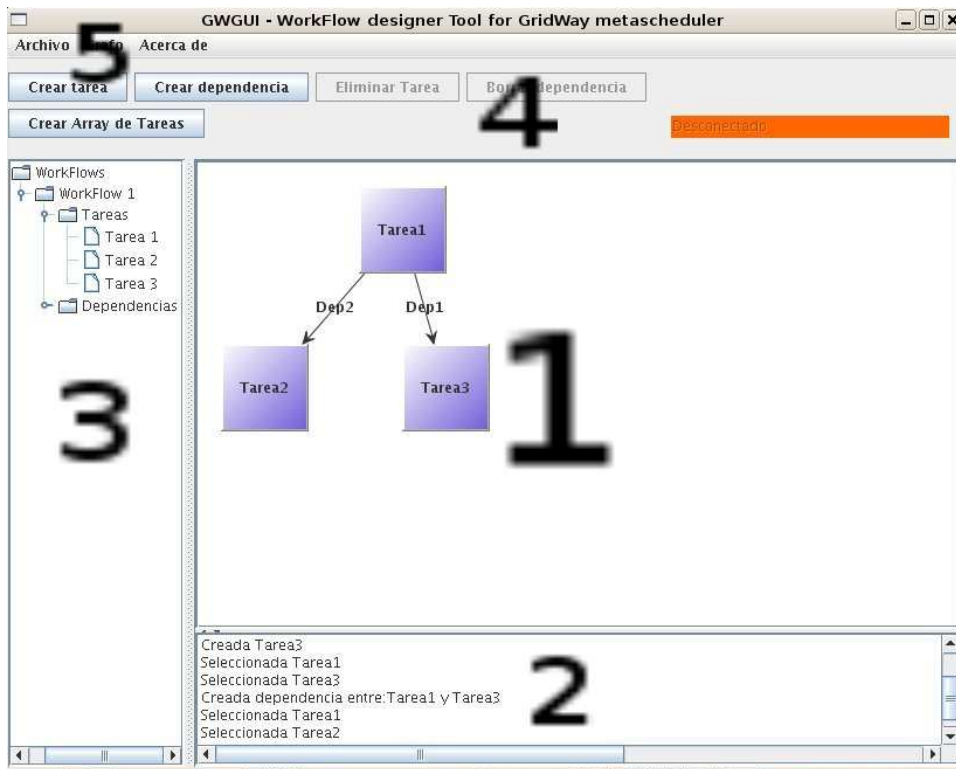 GWGUI - WorkFlow designer Tool for GridWay metascheduler
Archivo Acerca de
5
Crear tarea Crear dependencia Eliminar Tarea dependencia
4
Crear Array de Tareas Desconectado
WorkFlows
WorkFlow 1
Tareas
Tarea 1
Tarea 2
Tarea 3
Dependencias
3
Tarea1
Dep2 Dep1
Tarea2 Tarea3
1
Creada Tarea3
Seleccionada Tarea1
Seleccionada Tarea3
Creada dependencia entre:Tarea1 y Tarea3
Seleccionada Tarea1
Seleccionada Tarea2
2